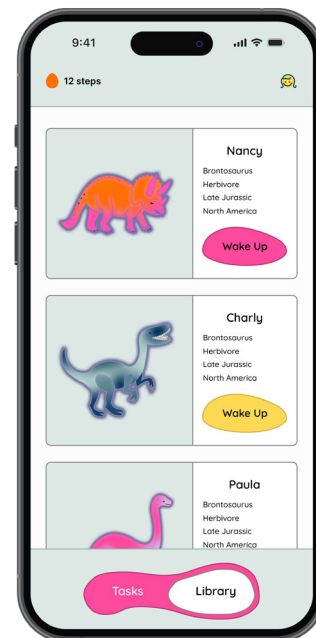 9:41
12 steps
Nancy
Brontosaurus
Herbivore
Late Jurassic
North America
Wake Up
Charly
Brontosaurus
Herbivore
Late Jurassic
North America
Wake Up
Paula
Brontosaurus
Herbivore
Late Jurassic
North America
Tasks
Library